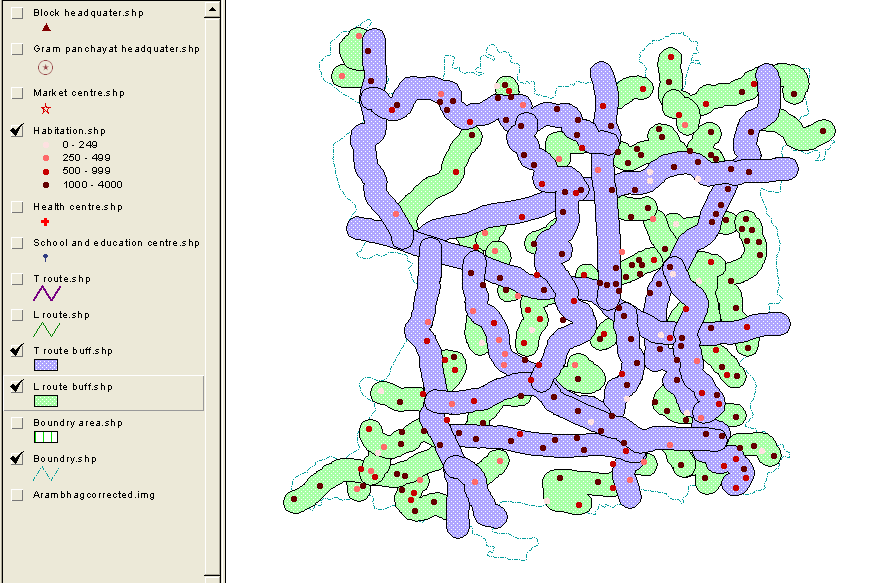 Block headquater.shp
Gram panchayat headquater.shp
Market centre.shp
Habitation.shp
0 - 249
250 - 499
500 - 999
1000 - 4000
Health centre.shp
School and education centre.shp
T route.shp
L route.shp
T route buff.shp
L route buff.shp
Boundry area.shp
Boundry.shp
Arambhagcorrected.img